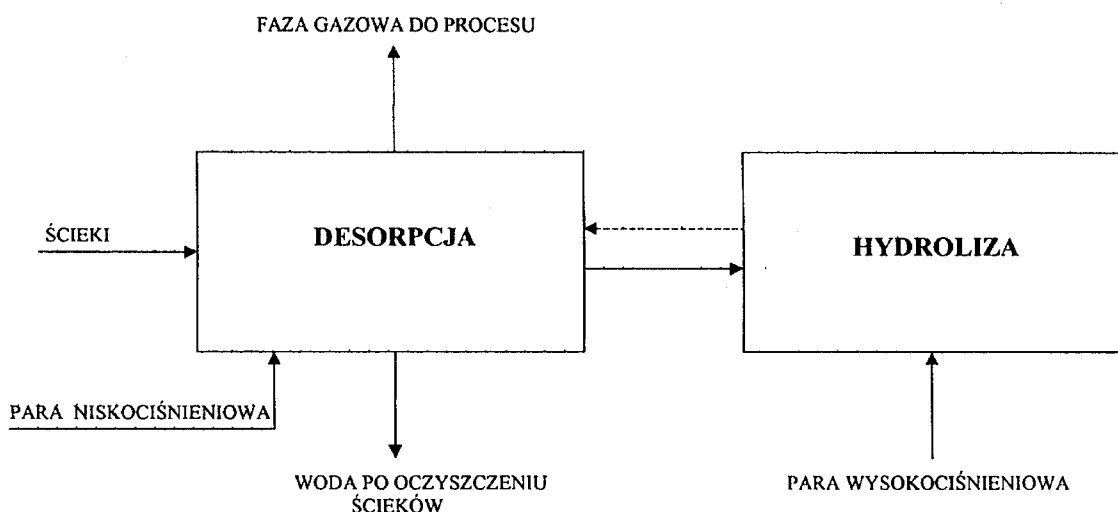 FAZA GAZOWA DO PROCESU
ŚCIEKI
DESORPCJA
HYDROLIZA
PARA NISKOCIŚNIENIOWA
WODA PO OCZYSZCZENIU
ŚCIEKÓW
PARA WYSOKOCIŚNIENIOWA